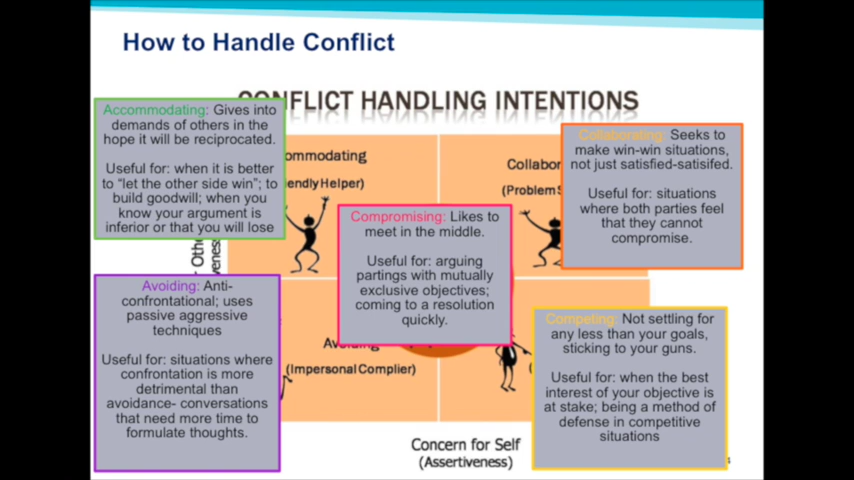 How to Handle Conflict
CONFLICT HANDLING INTENTIONS
Accommodating: Gives into
demands of others in the
hope it will be reciprocated.
Useful for: when it is better
to “let the other side win”; to
build goodwill; when you
know your argument is
inferior or that you will lose
ommodating
endly Helper)
Collabor
(Problem S
Collaborating: Seeks to
make win-win situations,
not just satisfied-satisifed.
Useful for: situations
where both parties feel
that they cannot
compromise.
Compromising: Likes to
meet in the middle.
Useful for: arguing
partings with mutually
exclusive objectives;
coming to a resolution
quickly.
Avoiding: Anti-
confrontational; uses
passive aggressive
techniques
Useful for: situations where
confrontation is more
detrimental than
avoidance- conversations
that need more time to
formulate thoughts.
Avoiding
(Impersonal Complier)
Competing: Not settling for
any less than your goals,
sticking to your guns.
Useful for: when the best
interest of your objective is
at stake; being a method of
defense in competitive
situations
Concern for Self
(Assertiveness)